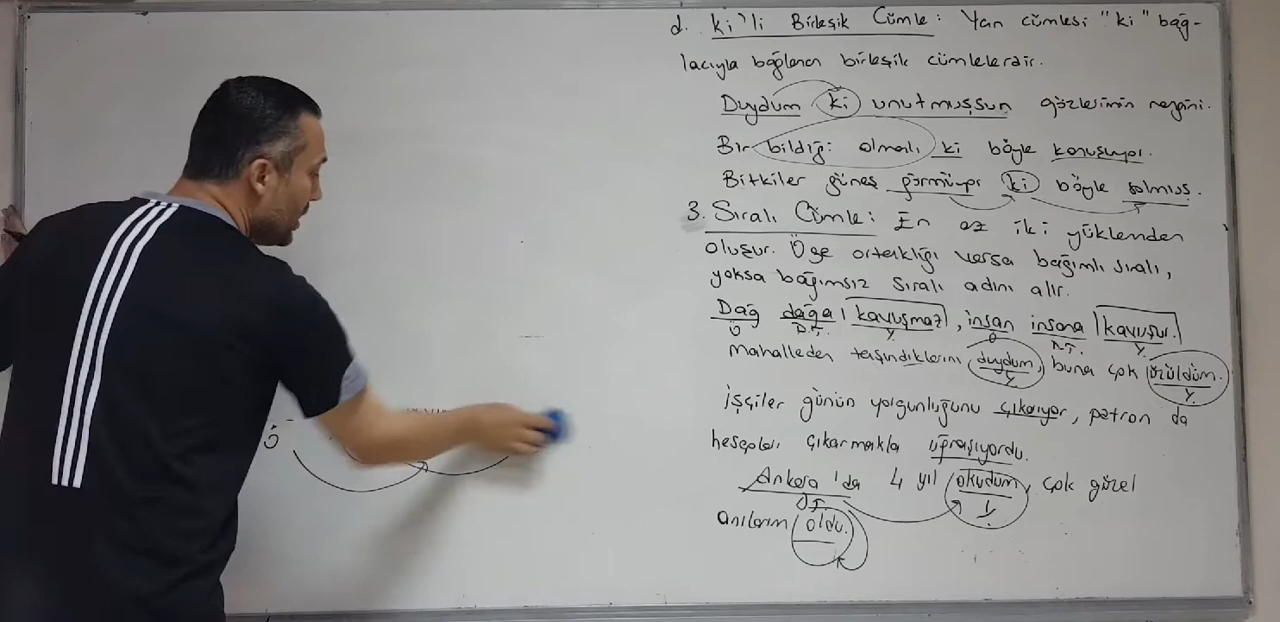 d. Ki'li Birleşik Cümle: Yan cümlesi "ki" bağ-
lacıyla bağlanan birleşik cümlelerdir.
Duydum ki unutmuşsun gözlerimin rengini.
Bir bildiği olmalı ki böyle konuşuyor.
Bitkiler güneş görmüyor ki böyle solmuş.
3. Sıralı Cümle: En az iki yüklemden
oluşur. Öge ortaklığı varsa bağımlı sıralı,
yoksa bağımsız sıralı adını alır.
Dağ dağa kavuşmaz, insan insana kavuşur.
Ö D.T. Y. Ö D.T. Y.
Mahalleden taşındıklarını duydum, buna çok üzüldüm.
Y Y.
İşçiler günün yorgunluğunu çıkarıyor, patron da
hesapları çıkarmakla uğraşıyordu.
Ankara'da 4 yıl okudum, çok güzel
D.T. Y.
anılarım oldu.
Ö